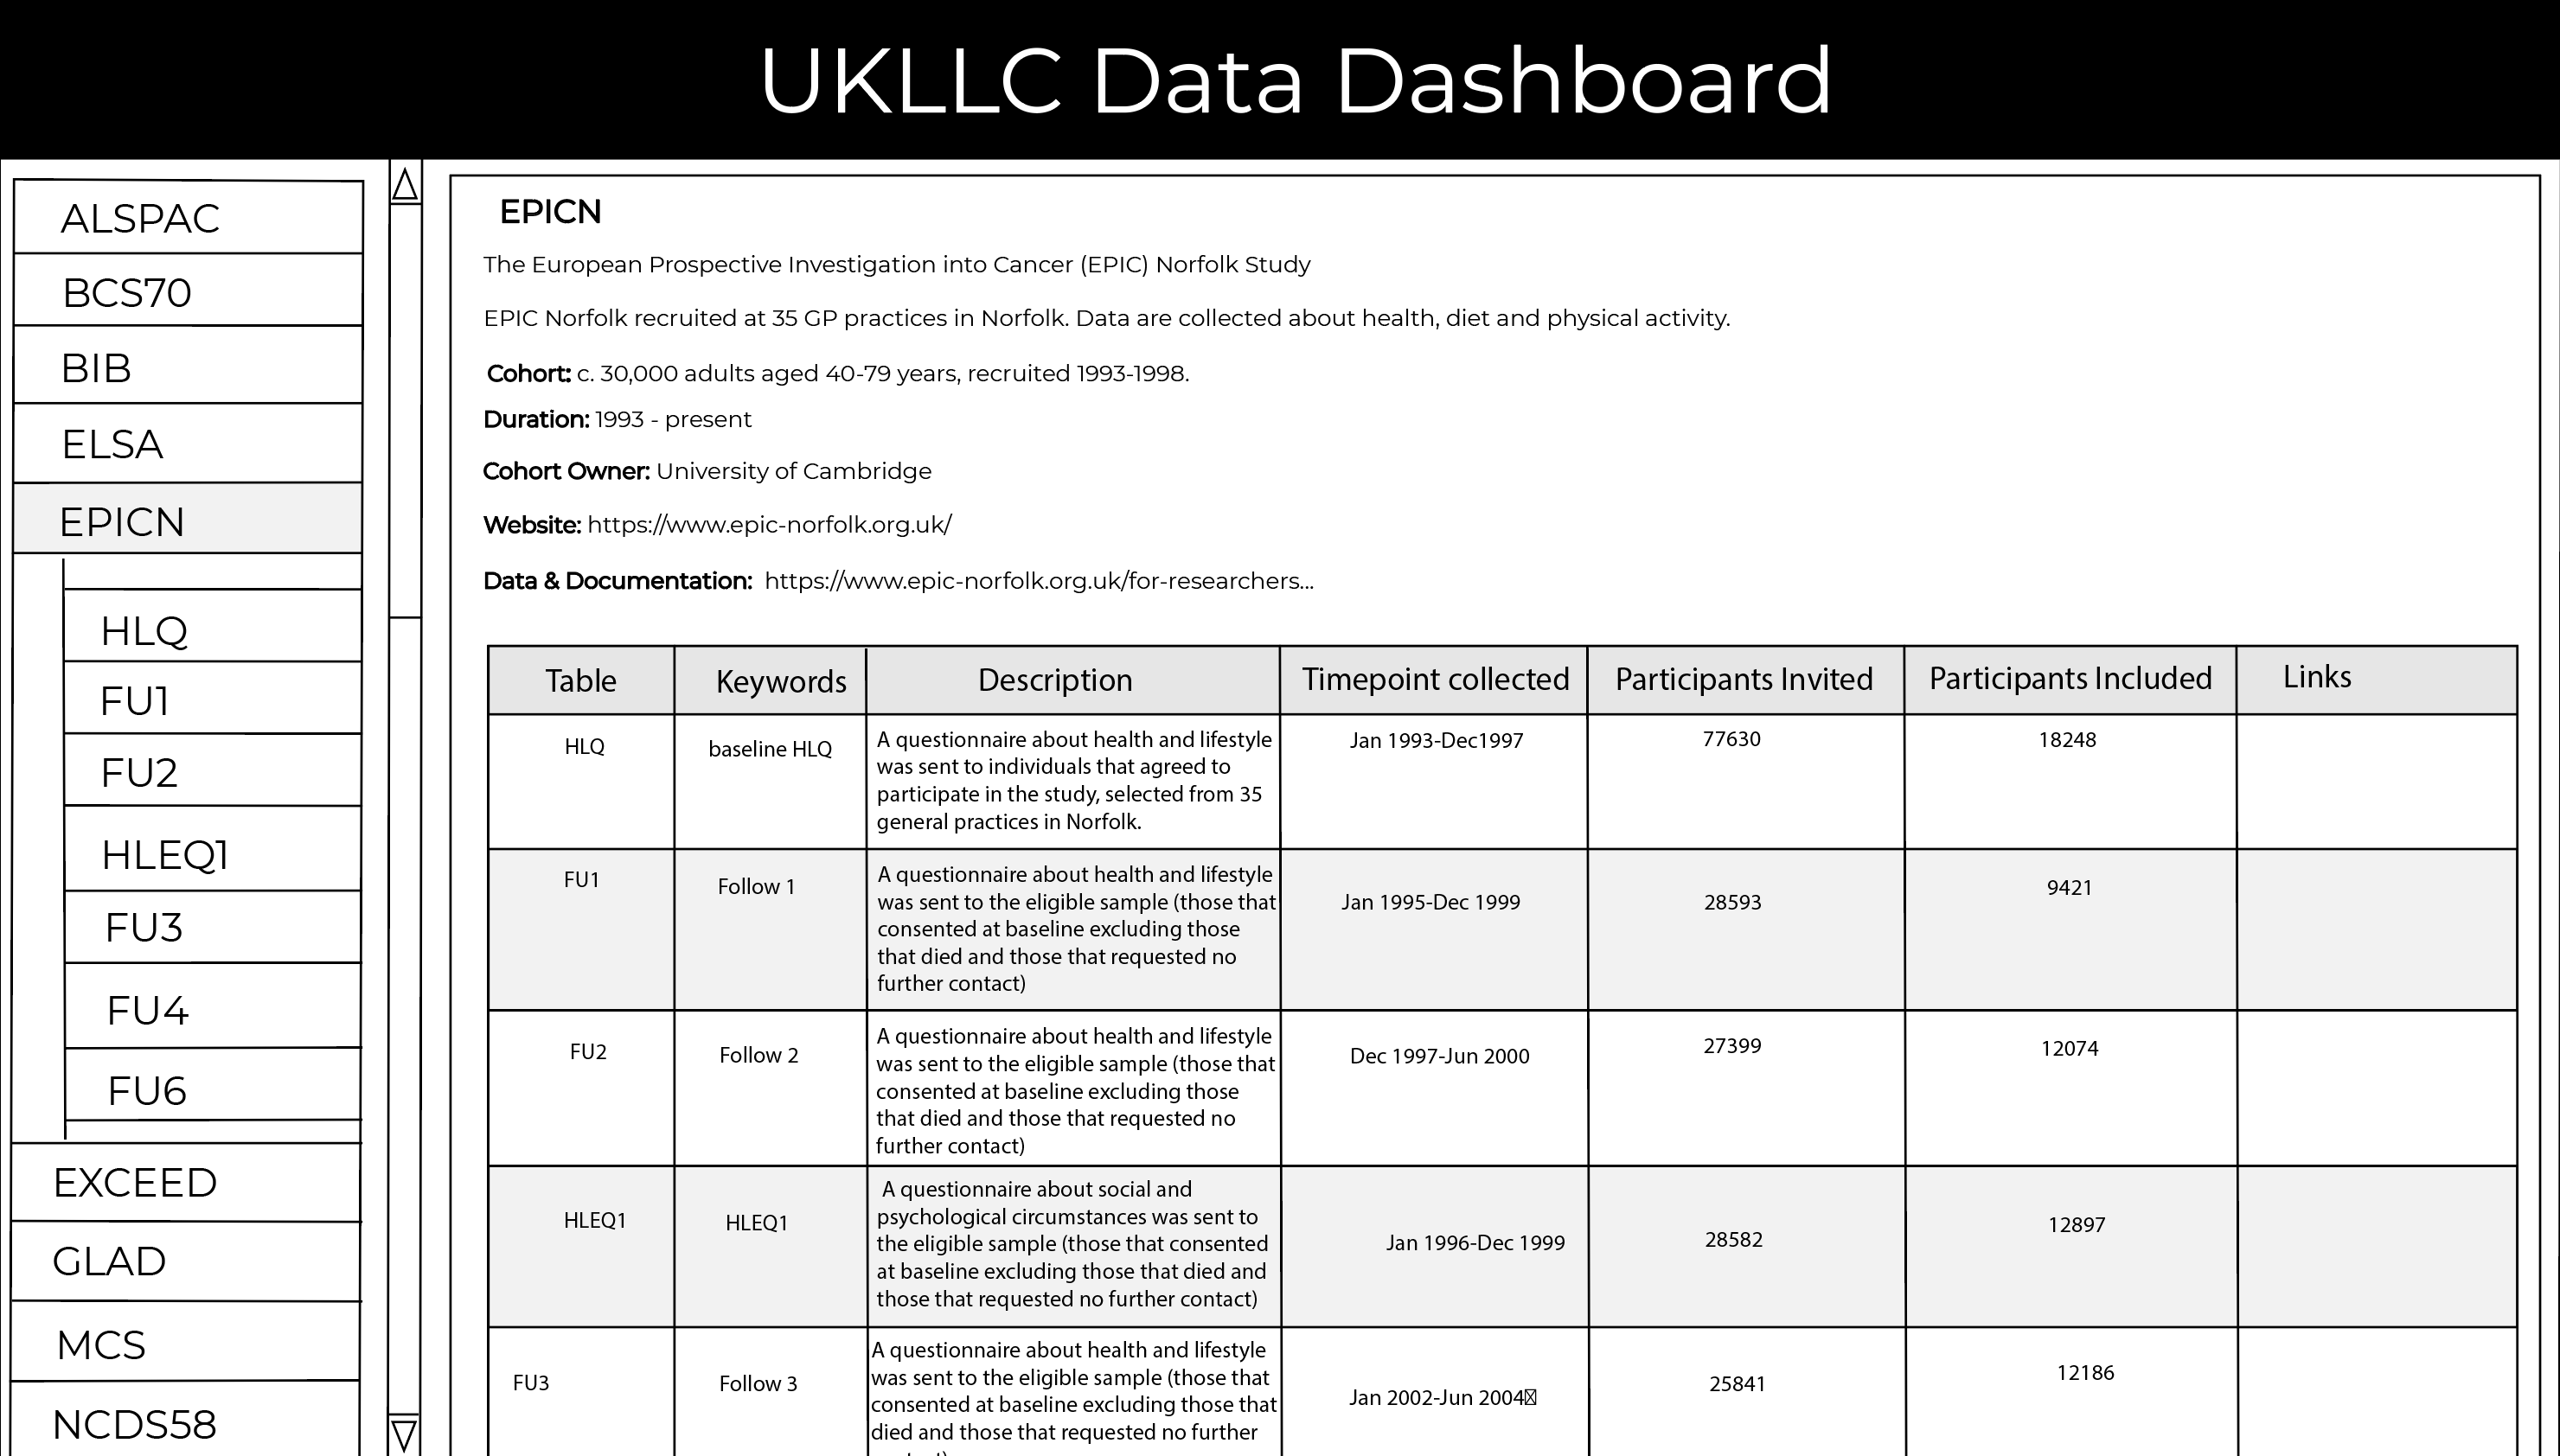 UKLLC Data Dashboard
ALSPAC
BCS70
BIB
ELSA
EPICN
HLQ
FU1
FU2
HLEQ1
FU3
FU4
FU6
EXCEED
GLAD
MCS
NCDS58
EPICN
The European Prospective Investigation into Cancer (EPIC) Norfolk Study
EPIC Norfolk recruited at 35 GP practices in Norfolk. Data are collected about health, diet and physical activity.
Cohort: c. 30,000 adults aged 40-79 years, recruited 1993-1998.
Duration: 1993 - present
Cohort Owner: University of Cambridge
Website: https://www.epic-norfolk.org.uk/
Data & Documentation: https://www.epic-norfolk.org.uk/for-researchers...
Table Keywords Description Timepoint collected Participants Invited Participants Included Links
HLQ
baseline HLQ
A questionnaire about health and lifestyle
was sent to individuals that agreed to
participate in the study, selected from 35
general practices in Norfolk.
Jan 1993-Dec1997
77630
18248
FU1
Follow 1
A questionnaire about health and lifestyle
was sent to the eligible sample (those that
consented at baseline excluding those
that died and those that requested no
further contact)
Jan 1995-Dec 1999
28593
9421
FU2
Follow 2
A questionnaire about health and lifestyle
was sent to the eligible sample (those that
consented at baseline excluding those
that died and those that requested no
further contact)
Dec 1997-Jun 2000
27399
12074
HLEQ1
HLEQ1
A questionnaire about social and
psychological circumstances was sent to
the eligible sample (those that consented
at baseline excluding those that died and
those that requested no further contact)
Jan 1996-Dec 1999
28582
12897
FU3
Follow 3
A questionnaire about health and lifestyle
was sent to the eligible sample (those that
consented at baseline excluding those that
died and those that requested no further
Jan 2002-Jun 2004
25841
12186